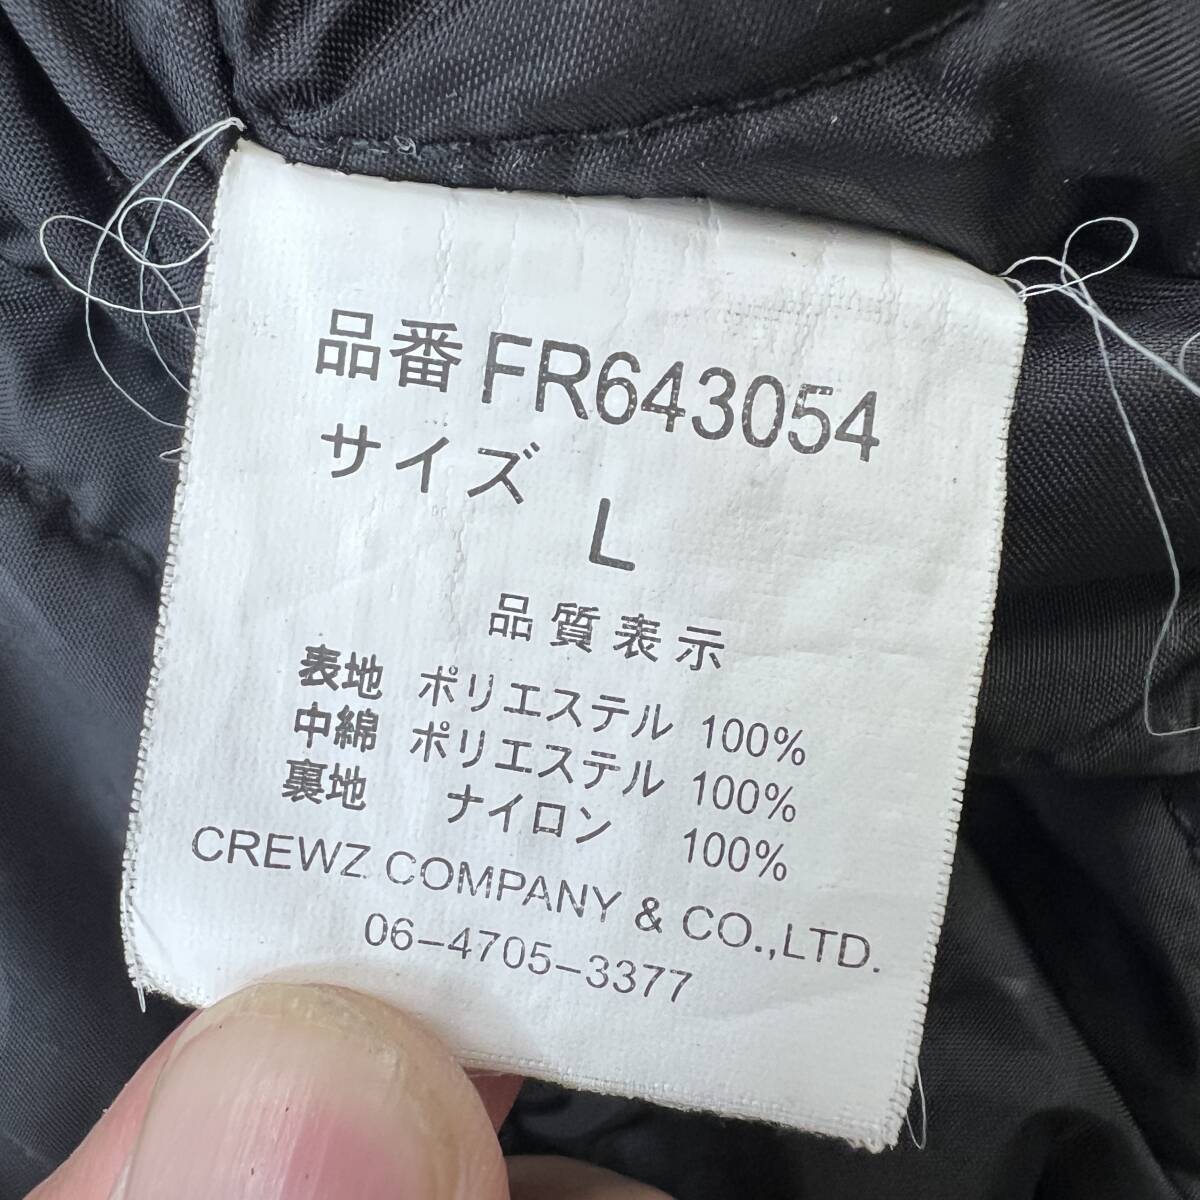 品番 FR643054
サイズ L
品質表示
表地 ポリエステル 100%
中綿 ポリエステル 100%
裏地 ナイロン 100%
CREWZ COMPANY & CO.,LTD.
06-4705-3377